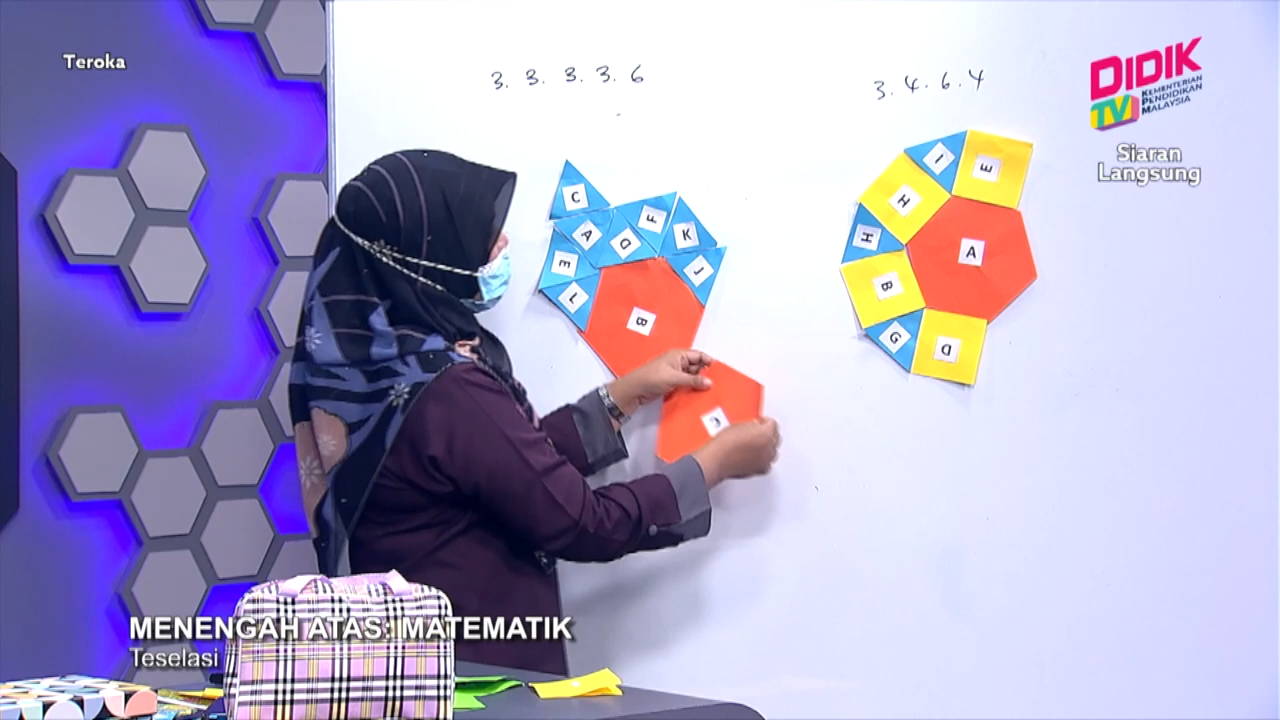 Teroka
3. 3. 3. 3. 6
3. 4. 6. 4
DIDIK
TV
KEMENTERIAN
PENDIDIKAN
MALAYSIA
Siaran
Langsung
C
A
D
F
K
J
E
L
B
I
E
H
H
A
B
G
D
MENENGAH ATAS: MATEMATIK
Teselasi